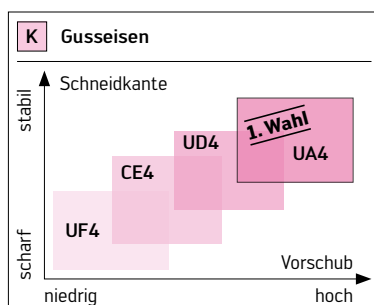 K Gusseisen
stabil
Schneidkante
1. Wahl
UD4
UA4
CE4
UF4
scharf
Vorschub
niedrig
hoch